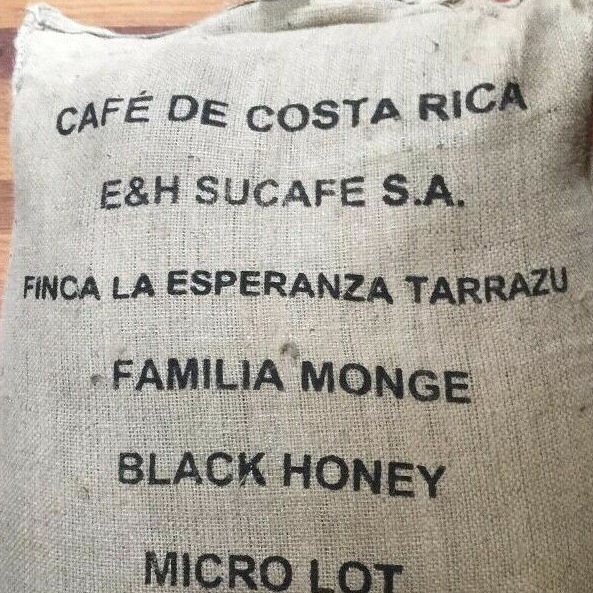 CAFÉ DE COSTA RICA
E&H SUCAFE S.A.
FINCA LA ESPERANZA TARRAZU
FAMILIA MONGE
BLACK HONEY
MICRO LOT